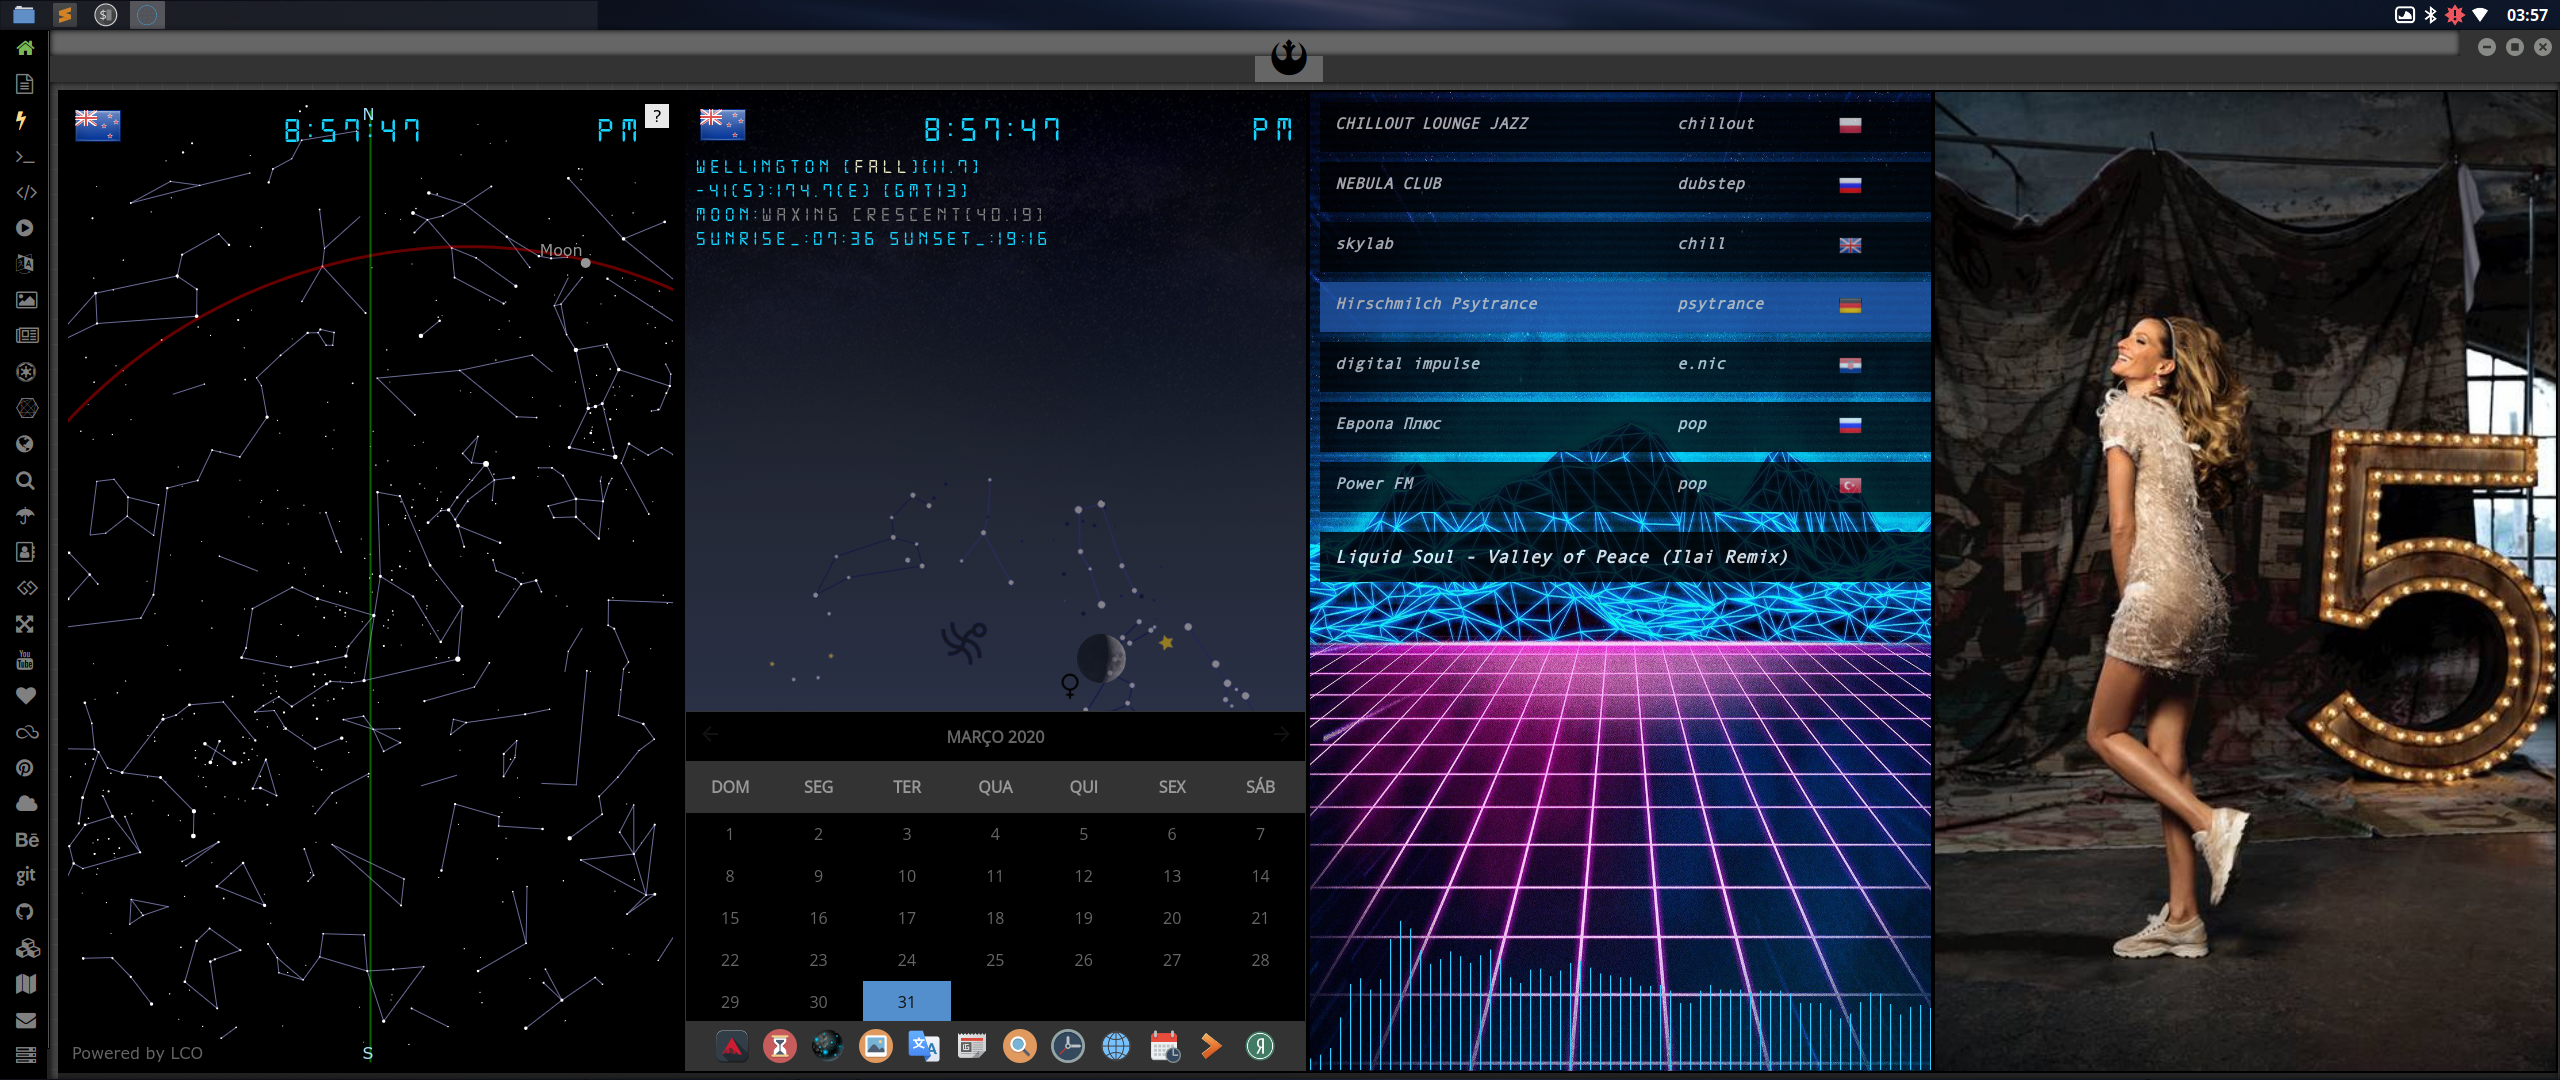 03:57
N
8:57:47
PM
?
Moon
Powered by LCO
S
8:57:47
PM
WELLINGTON [FALL][11.7]
-41(S):174.7(E) [GMT13]
MOON:WAXING CRESCENT[40.19]
SUNRISE_:07:36 SUNSET_:19:16
MARÇO 2020
DOM SEG TER QUA QUI SEX SÁB
1 2 3 4 5 6 7
8 9 10 11 12 13 14
15 16 17 18 19 20 21
22 23 24 25 26 27 28
29 30 31
CHILLOUT LOUNGE JAZZ chillout
NEBULA CLUB dubstep
skylab chill
Hirschmilch Psytrance psytrance
digital impulse e.nic
Европа Плюс pop
Power FM pop
Liquid Soul - Valley of Peace (Ilai Remix)
5
You
Tube
Bē
git